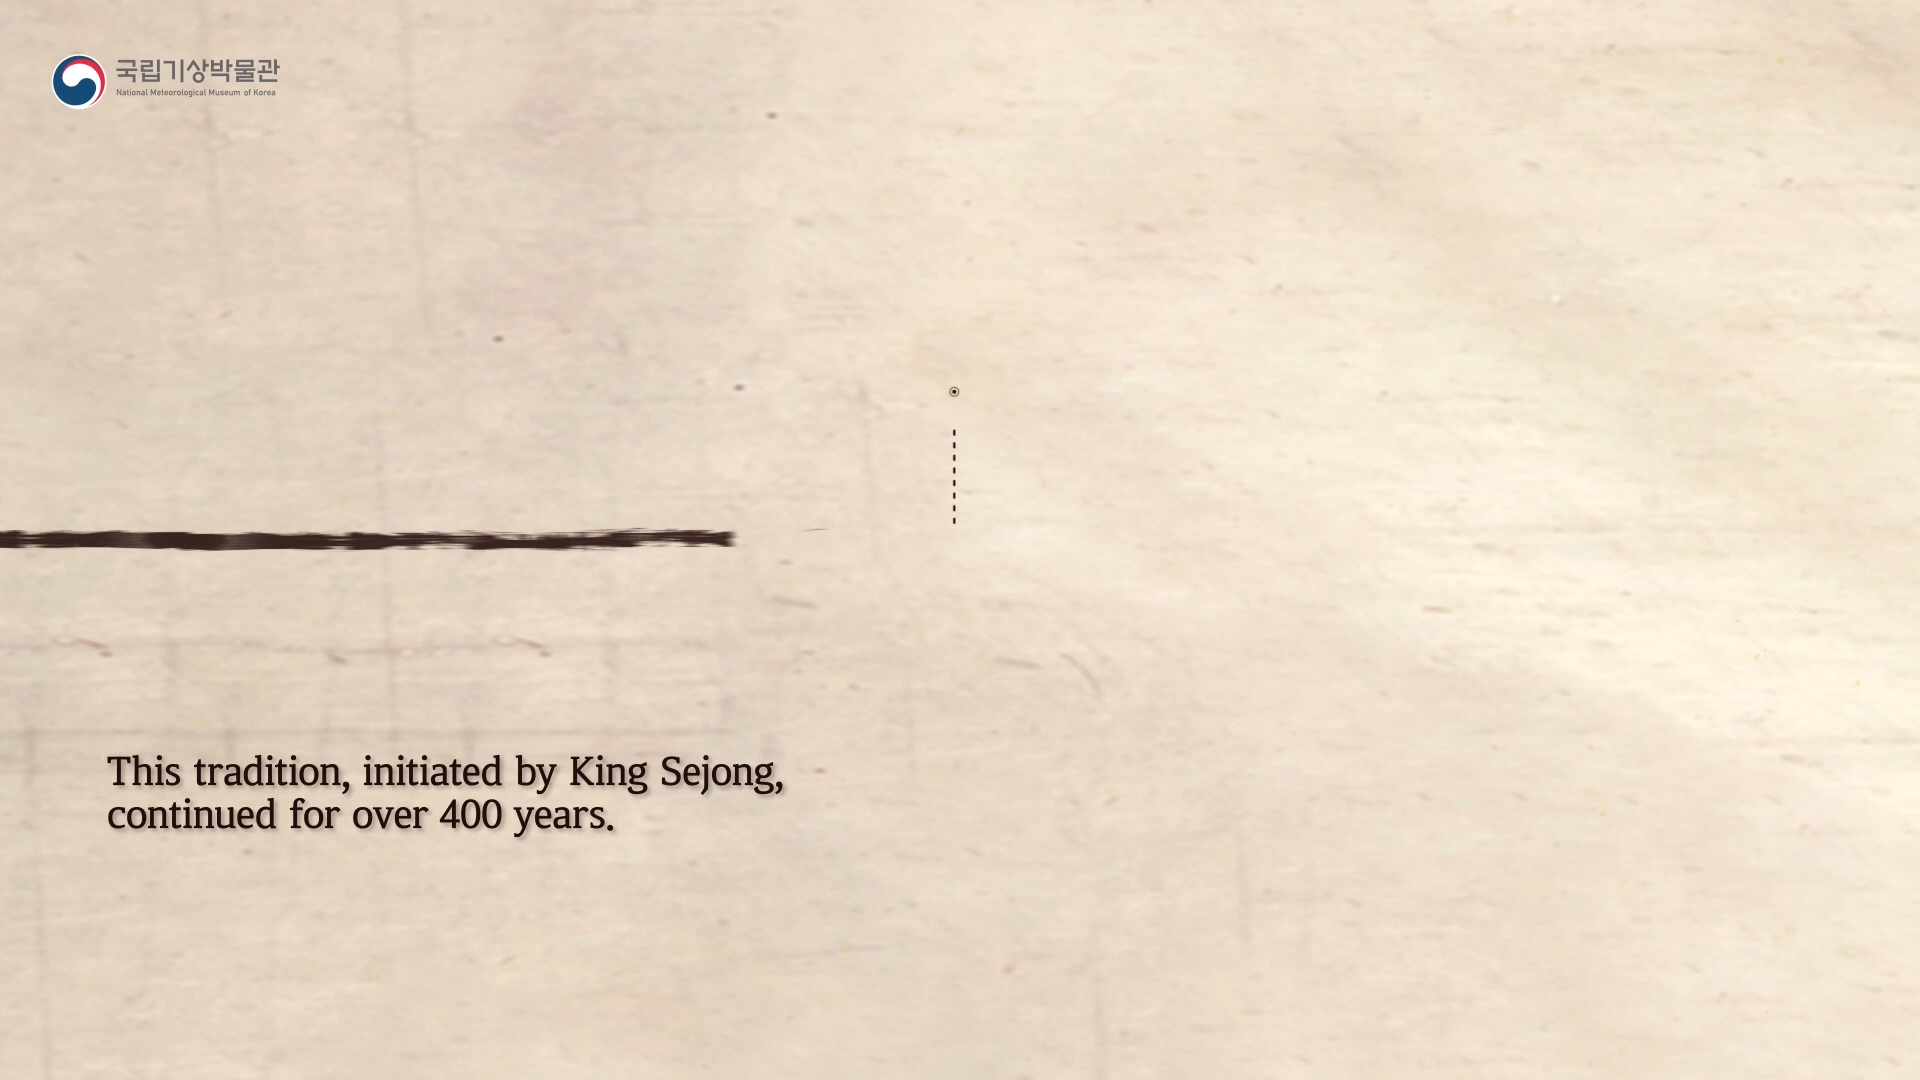 국립기상박물관
National Meteorological Museum of Korea
This tradition, initiated by King Sejong,
continued for over 400 years.